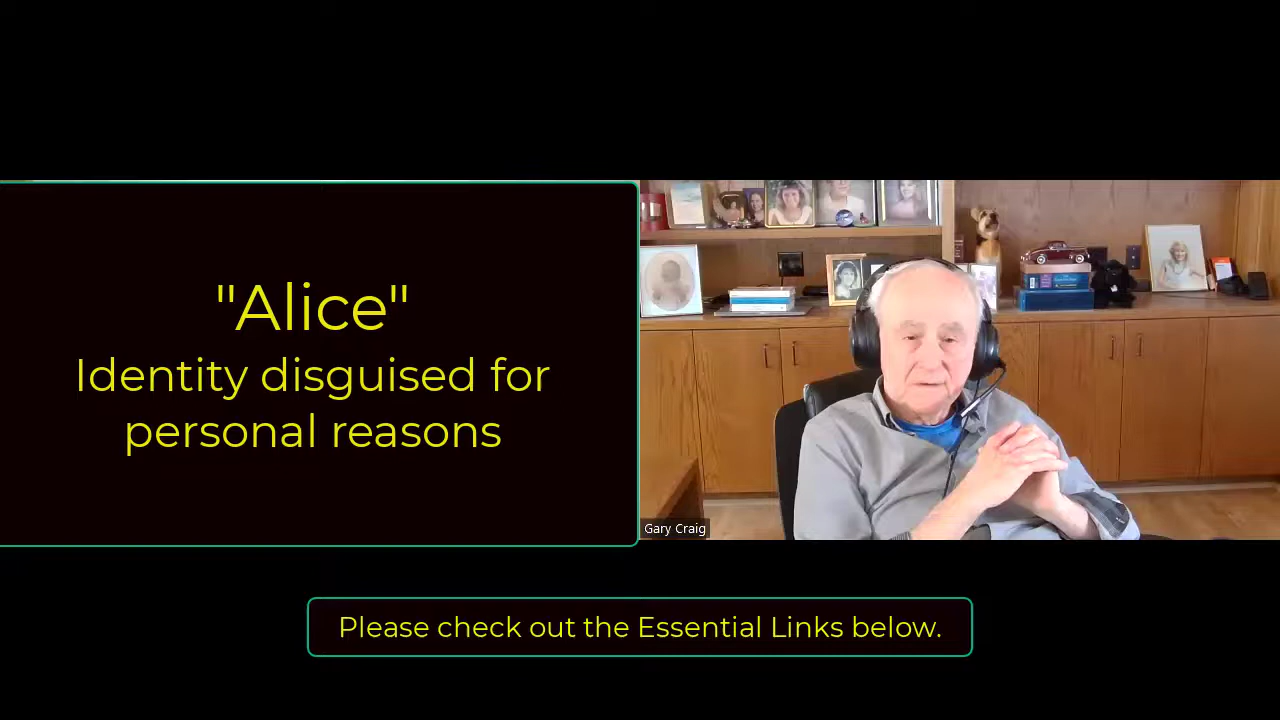 "Alice"
Identity disguised for
personal reasons
Gary Craig
Please check out the Essential Links below.